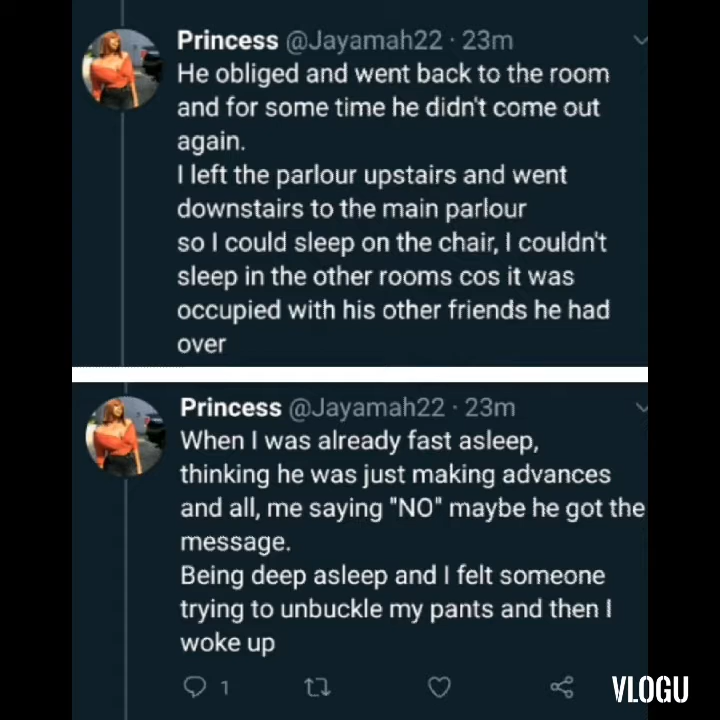 Princess @Jayamah22 · 23m
He obliged and went back to the room
and for some time he didn't come out
again.
I left the parlour upstairs and went
downstairs to the main parlour
so I could sleep on the chair, I couldn't
sleep in the other rooms cos it was
occupied with his other friends he had
over
Princess @Jayamah22 · 23m
When I was already fast asleep,
thinking he was just making advances
and all, me saying "NO" maybe he got the
message.
Being deep asleep and I felt someone
trying to unbuckle my pants and then I
woke up
1
VLOGU